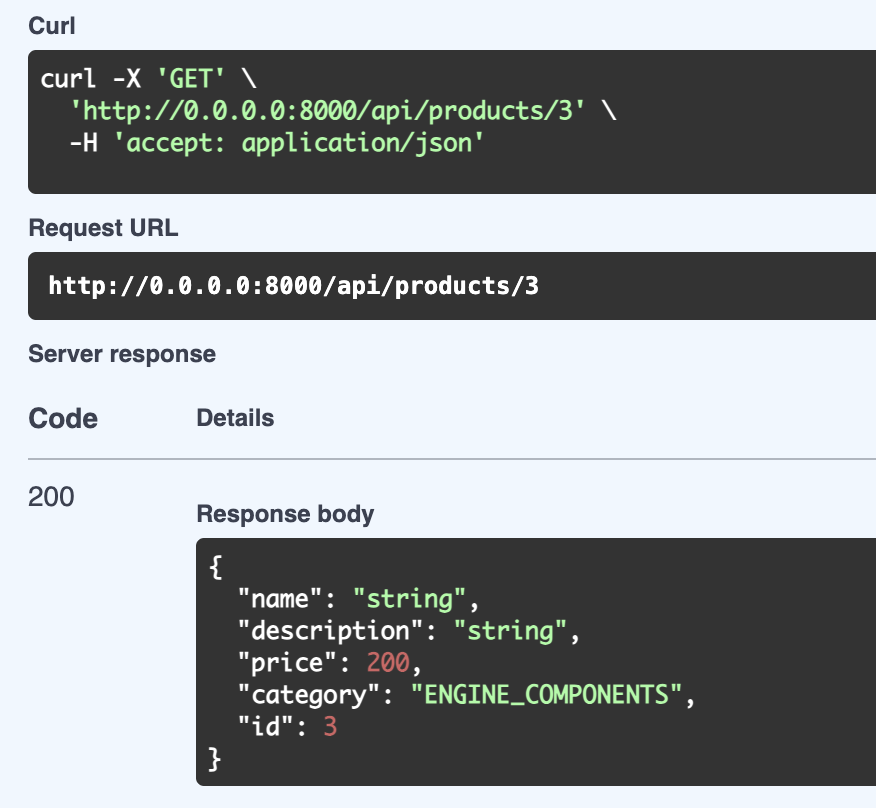 Curl
curl -X 'GET' \
  'http://0.0.0.0:8000/api/products/3' \
  -H 'accept: application/json'
Request URL
http://0.0.0.0:8000/api/products/3
Server response
Code Details
200
Response body
{
  "name": "string",
  "description": "string",
  "price": 200,
  "category": "ENGINE_COMPONENTS",
  "id": 3
}